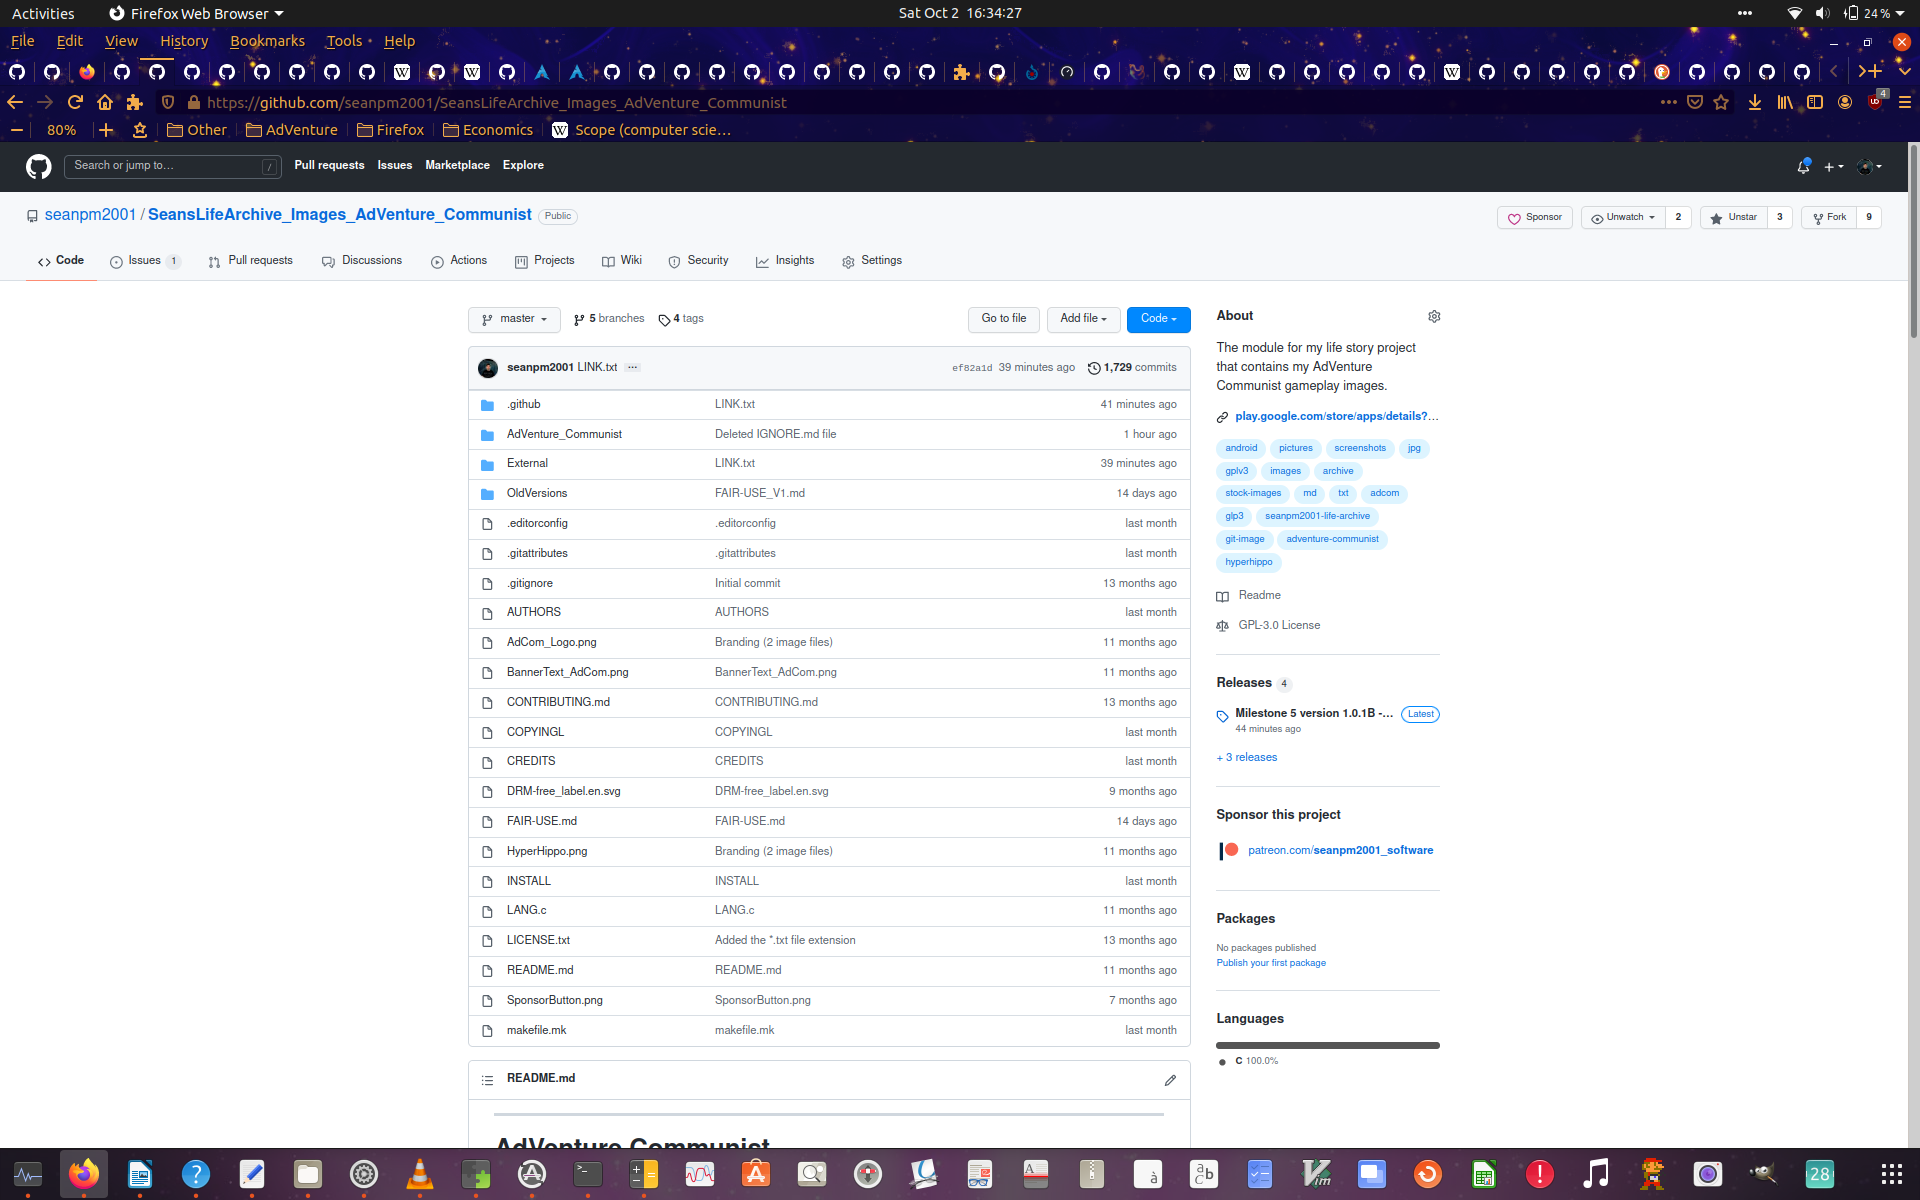 Activities Firefox Web Browser Sat Oct 2 16:34:27 24 %
File Edit View History Bookmarks Tools Help
https://github.com/seanpm2001/SeansLifeArchive_Images_AdVenture_Communist 4
80% Other AdVenture Firefox Economics Scope (computer scie…
Search or jump to… / Pull requests Issues Marketplace Explore
seanpm2001 / SeansLifeArchive_Images_AdVenture_Communist Public Sponsor Unwatch 2 Unstar 3 Fork 9
Code Issues 1 Pull requests Discussions Actions Projects Wiki Security Insights Settings
master 5 branches 4 tags Go to file Add file Code
seanpm2001 LINK.txt ef82a1d 39 minutes ago 1,729 commits
.github LINK.txt 41 minutes ago
AdVenture_Communist Deleted IGNORE.md file 1 hour ago
External LINK.txt 39 minutes ago
OldVersions FAIR-USE_V1.md 14 days ago
.editorconfig .editorconfig last month
.gitattributes .gitattributes last month
.gitignore Initial commit 13 months ago
AUTHORS AUTHORS last month
AdCom_Logo.png Branding (2 image files) 11 months ago
BannerText_AdCom.png BannerText_AdCom.png 11 months ago
CONTRIBUTING.md CONTRIBUTING.md 13 months ago
COPYINGL COPYINGL last month
CREDITS CREDITS last month
DRM-free_label.en.svg DRM-free_label.en.svg 9 months ago
FAIR-USE.md FAIR-USE.md 14 days ago
HyperHippo.png Branding (2 image files) 11 months ago
INSTALL INSTALL last month
LANG.c LANG.c 11 months ago
LICENSE.txt Added the *.txt file extension 13 months ago
README.md README.md 11 months ago
SponsorButton.png SponsorButton.png 7 months ago
makefile.mk makefile.mk last month
README.md
AdVenture Communist
About
The module for my life story project
that contains my AdVenture
Communist gameplay images.
play.google.com/store/apps/details?…
android pictures screenshots jpg
gplv3 images archive
stock-images md txt adcom
glp3 seanpm2001-life-archive
git-image adventure-communist
hyperhippo
Readme
GPL-3.0 License
Releases 4
Milestone 5 version 1.0.1B -… Latest
44 minutes ago
+ 3 releases
Sponsor this project
patreon.com/seanpm2001_software
Packages
No packages published
Publish your first package
Languages
C 100.0%
28